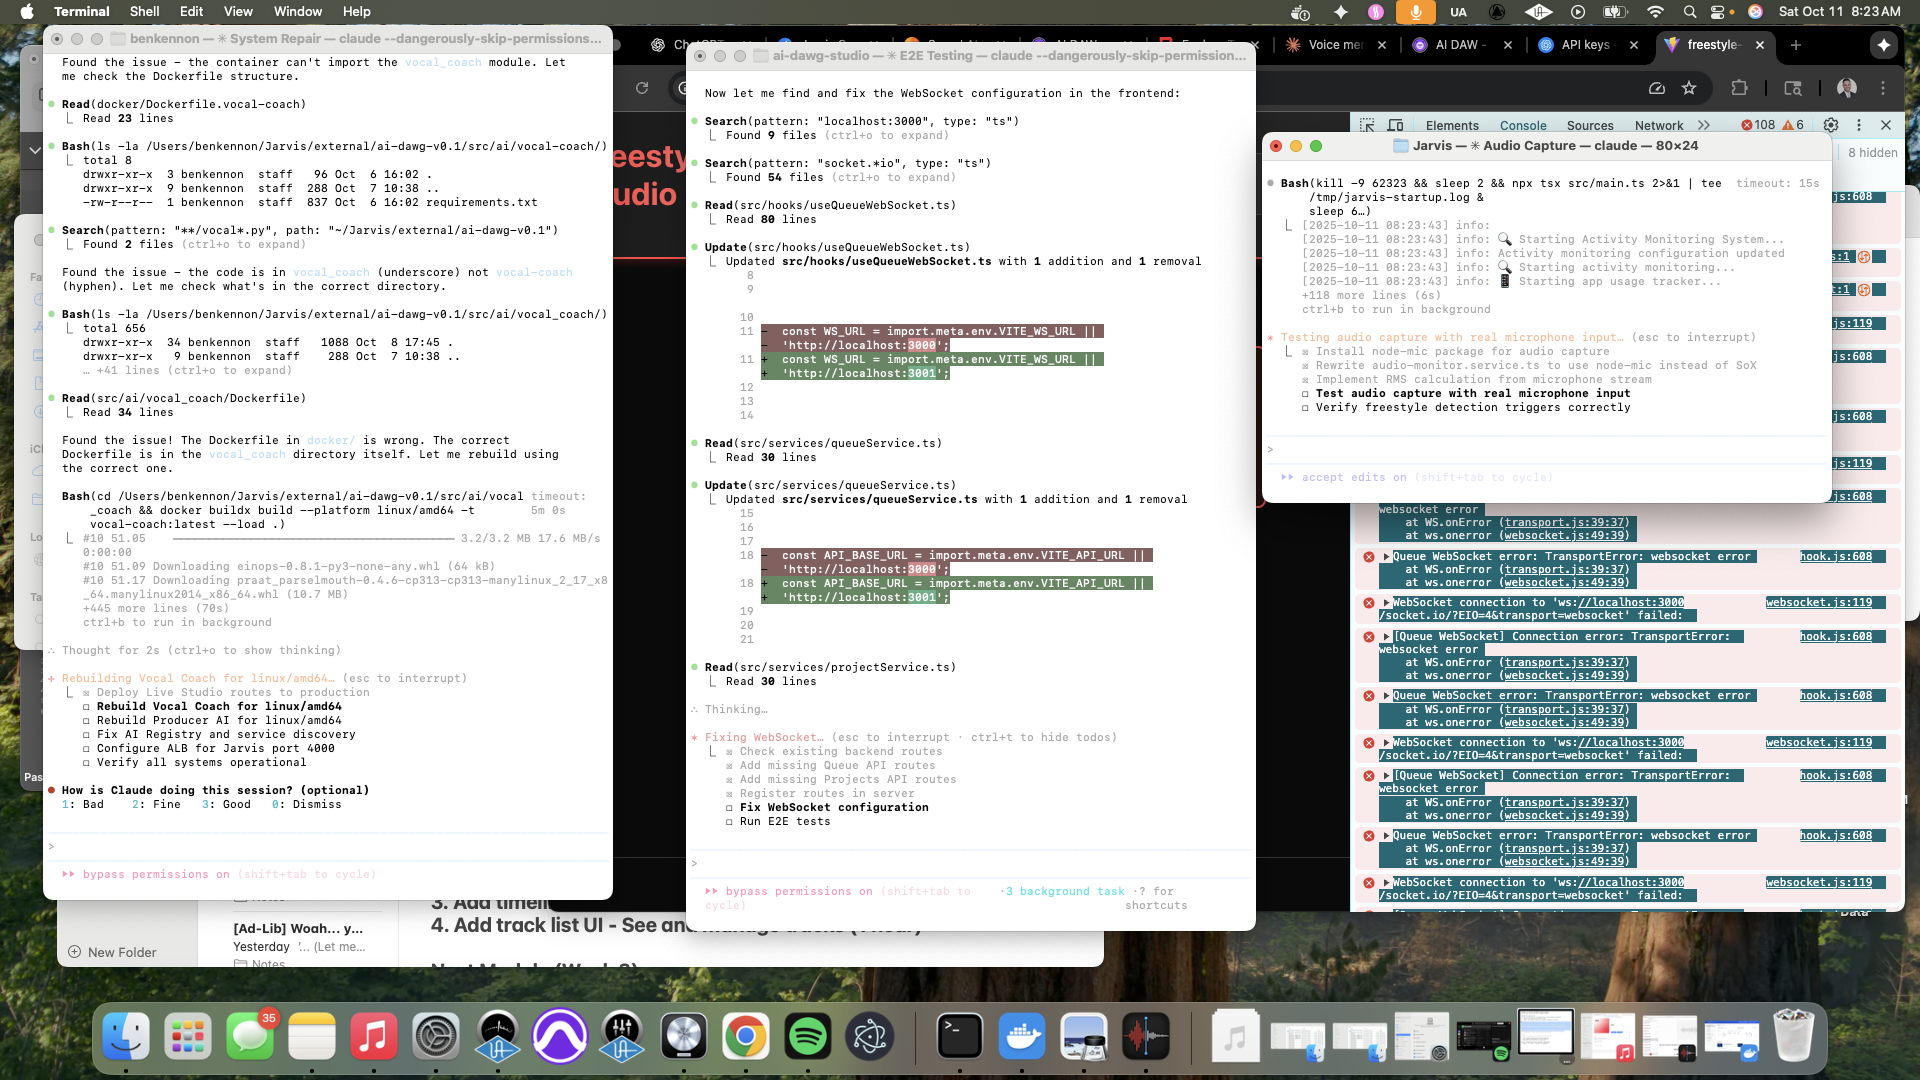 Terminal Shell Edit View Window Help
UA
Sat Oct 11 8:23 AM
benkennon — ✳ System Repair — claude --dangerously-skip-permissions...
Found the issue – the container can't import the vocal_coach module. Let
me check the Dockerfile structure.
Read(docker/Dockerfile.vocal-coach)
Read 23 lines
Bash(ls -la /Users/benkennon/Jarvis/external/ai-dawg-v0.1/src/ai/vocal-coach/)
total 8
drwxr-xr-x 3 benkennon staff 96 Oct 6 16:02 .
drwxr-xr-x 9 benkennon staff 288 Oct 7 10:38 ..
-rw-r--r-- 1 benkennon staff 837 Oct 6 16:02 requirements.txt
Search(pattern: "**/vocal*.py", path: "~/Jarvis/external/ai-dawg-v0.1")
Found 2 files (ctrl+o to expand)
Found the issue – the code is in vocal_coach (underscore) not vocal-coach
(hyphen). Let me check what's in the correct directory.
Bash(ls -la /Users/benkennon/Jarvis/external/ai-dawg-v0.1/src/ai/vocal_coach/)
total 656
drwxr-xr-x 34 benkennon staff 1088 Oct 8 17:45 .
drwxr-xr-x 9 benkennon staff 288 Oct 7 10:38 ..
… +41 lines (ctrl+o to expand)
Read(src/ai/vocal_coach/Dockerfile)
Read 34 lines
Found the issue! The Dockerfile in docker/ is wrong. The correct
Dockerfile is in the vocal_coach directory itself. Let me rebuild using
the correct one.
Bash(cd /Users/benkennon/Jarvis/external/ai-dawg-v0.1/src/ai/vocal timeout:
_coach && docker buildx build --platform linux/amd64 -t 5m 0s
vocal-coach:latest --load .)
#10 51.05 3.2/3.2 MB 17.6 MB/s
0:00:00
#10 51.09 Downloading einops-0.8.1-py3-none-any.whl (64 kB)
#10 51.17 Downloading praat_parselmouth-0.4.6-cp313-cp313-manylinux_2_17_x8
_64.manylinux2014_x86_64.whl (10.7 MB)
+445 more lines (70s)
ctrl+b to run in background
∴ Thought for 2s (ctrl+o to show thinking)
Rebuilding Vocal Coach for linux/amd64… (esc to interrupt)
☒ Deploy Live Studio routes to production
☐ Rebuild Vocal Coach for linux/amd64
☐ Rebuild Producer AI for linux/amd64
☐ Fix AI Registry and service discovery
☐ Configure ALB for Jarvis port 4000
☐ Verify all systems operational
How is Claude doing this session? (optional)
1: Bad 2: Fine 3: Good 0: Dismiss
>
bypass permissions on (shift+tab to cycle)
ai-dawg-studio — ✳ E2E Testing — claude --dangerously-skip-permission...
Now let me find and fix the WebSocket configuration in the frontend:
Search(pattern: "localhost:3000", type: "ts")
Found 9 files (ctrl+o to expand)
Search(pattern: "socket.*io", type: "ts")
Found 54 files (ctrl+o to expand)
Read(src/hooks/useQueueWebSocket.ts)
Read 80 lines
Update(src/hooks/useQueueWebSocket.ts)
Updated src/hooks/useQueueWebSocket.ts with 1 addition and 1 removal
8
9
10
11 - const WS_URL = import.meta.env.VITE_WS_URL ||
- 'http://localhost:3000';
11 + const WS_URL = import.meta.env.VITE_WS_URL ||
+ 'http://localhost:3001';
12
13
14
Read(src/services/queueService.ts)
Read 30 lines
Update(src/services/queueService.ts)
Updated src/services/queueService.ts with 1 addition and 1 removal
15
16
17
18 - const API_BASE_URL = import.meta.env.VITE_API_URL ||
- 'http://localhost:3000';
18 + const API_BASE_URL = import.meta.env.VITE_API_URL ||
+ 'http://localhost:3001';
19
20
21
Read(src/services/projectService.ts)
Read 30 lines
∴ Thinking…
Fixing WebSocket… (esc to interrupt · ctrl+t to hide todos)
☒ Check existing backend routes
☒ Add missing Queue API routes
☒ Add missing Projects API routes
☒ Register routes in server
☐ Fix WebSocket configuration
☐ Run E2E tests
>
bypass permissions on (shift+tab to ·3 background task ·? for
cycle) shortcuts
Voice me AI DAW - API keys - freestyle-
Elements Console Sources Network 108 6
8 hidden
Jarvis — ✳ Audio Capture — claude — 80×24
Bash(kill -9 62323 && sleep 2 && npx tsx src/main.ts 2>&1 | tee timeout: 15s
/tmp/jarvis-startup.log &
sleep 6…)
[2025-10-11 08:23:43] info:
[2025-10-11 08:23:43] info: 🔍 Starting Activity Monitoring System...
[2025-10-11 08:23:43] info: Activity monitoring configuration updated
[2025-10-11 08:23:43] info: 🔍 Starting activity monitoring...
[2025-10-11 08:23:43] info: 📱 Starting app usage tracker...
+118 more lines (6s)
ctrl+b to run in background
Testing audio capture with real microphone input… (esc to interrupt)
☒ Install node-mic package for audio capture
☒ Rewrite audio-monitor.service.ts to use node-mic instead of SoX
☒ Implement RMS calculation from microphone stream
☐ Test audio capture with real microphone input
☐ Verify freestyle detection triggers correctly
>
accept edits on (shift+tab to cycle)
js:608
js:119
js:608
js:608
js:119
js:608
websocket error
at WS.onError (transport.js:39:37)
at ws.onerror (websocket.js:49:39)
Queue WebSocket error: TransportError: websocket error hook.js:608
at WS.onError (transport.js:39:37)
at ws.onerror (websocket.js:49:39)
WebSocket connection to 'ws://localhost:3000 websocket.js:119
/socket.io/?EIO=4&transport=websocket' failed:
[Queue WebSocket] Connection error: TransportError: hook.js:608
websocket error
at WS.onError (transport.js:39:37)
at ws.onerror (websocket.js:49:39)
Queue WebSocket error: TransportError: websocket error hook.js:608
at WS.onError (transport.js:39:37)
at ws.onerror (websocket.js:49:39)
WebSocket connection to 'ws://localhost:3000 websocket.js:119
/socket.io/?EIO=4&transport=websocket' failed:
[Queue WebSocket] Connection error: TransportError: hook.js:608
websocket error
at WS.onError (transport.js:39:37)
at ws.onerror (websocket.js:49:39)
Queue WebSocket error: TransportError: websocket error hook.js:608
at WS.onError (transport.js:39:37)
at ws.onerror (websocket.js:49:39)
WebSocket connection to 'ws://localhost:3000 websocket.js:119
/socket.io/?EIO=4&transport=websocket' failed:
4. Add track list UI - See and
[Ad-Lib] Woah... y...
Yesterday '... (Let me...
Notes
New Folder
35